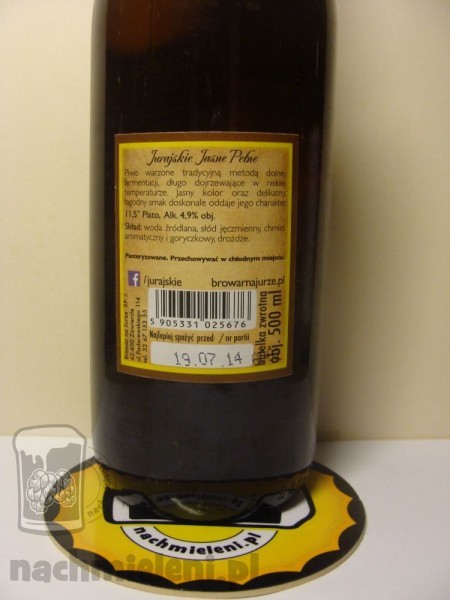 Jurajskie Jasne Pełne
Piwo warzone tradycyjną metodą dolnej
fermentacji, długo dojrzewające w niskiej
temperaturze. Jasny kolor oraz delikatny,
łagodny smak doskonale oddaje jego charakter.
11,5° Plato, Alk. 4,9% obj.
Skład: woda źródlana, słód jęczmienny, chmiel
aromatyczny i goryczkowy, drożdże.
Pasteryzowane. Przechowywać w chłodnym miejscu.
f /jurajskie browarnajurze.pl
5 905331 025676
Najlepiej spożyć przed / nr partii
19.07.14
butelka zwrotna
obj. 500 ml
42-400 Zawiercie
nachmieleni.pl
nachmieleni.pl